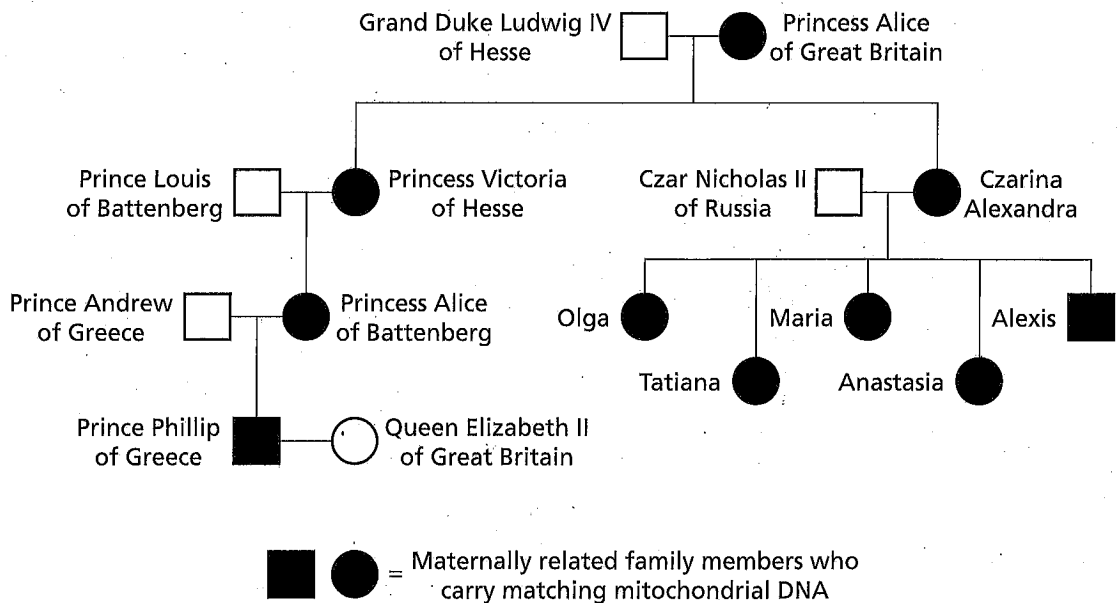 Grand Duke Ludwig IV
of Hesse
Princess Alice
of Great Britain
Prince Louis
of Battenberg
Princess Victoria
of Hesse
Czar Nicholas II
of Russia
Czarina
Alexandra
Prince Andrew
of Greece
Princess Alice
of Battenberg
Olga
Maria
Alexis
Tatiana
Anastasia
Prince Phillip
of Greece
Queen Elizabeth II
of Great Britain
= Maternally related family members who
carry matching mitochondrial DNA